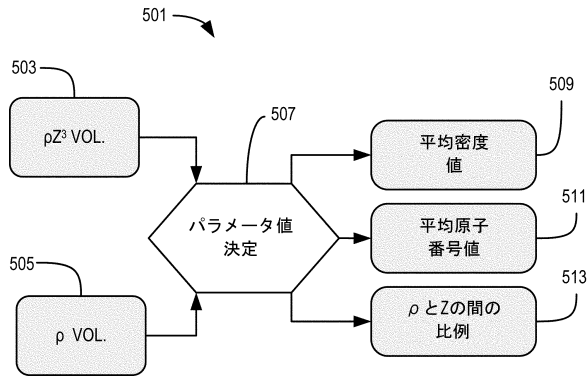 501
503
ρZ³ VOL.
505
ρ VOL.
507
パラメータ値
決定
509
平均密度
値
511
平均原子
番号値
513
ρとZの間の
比例